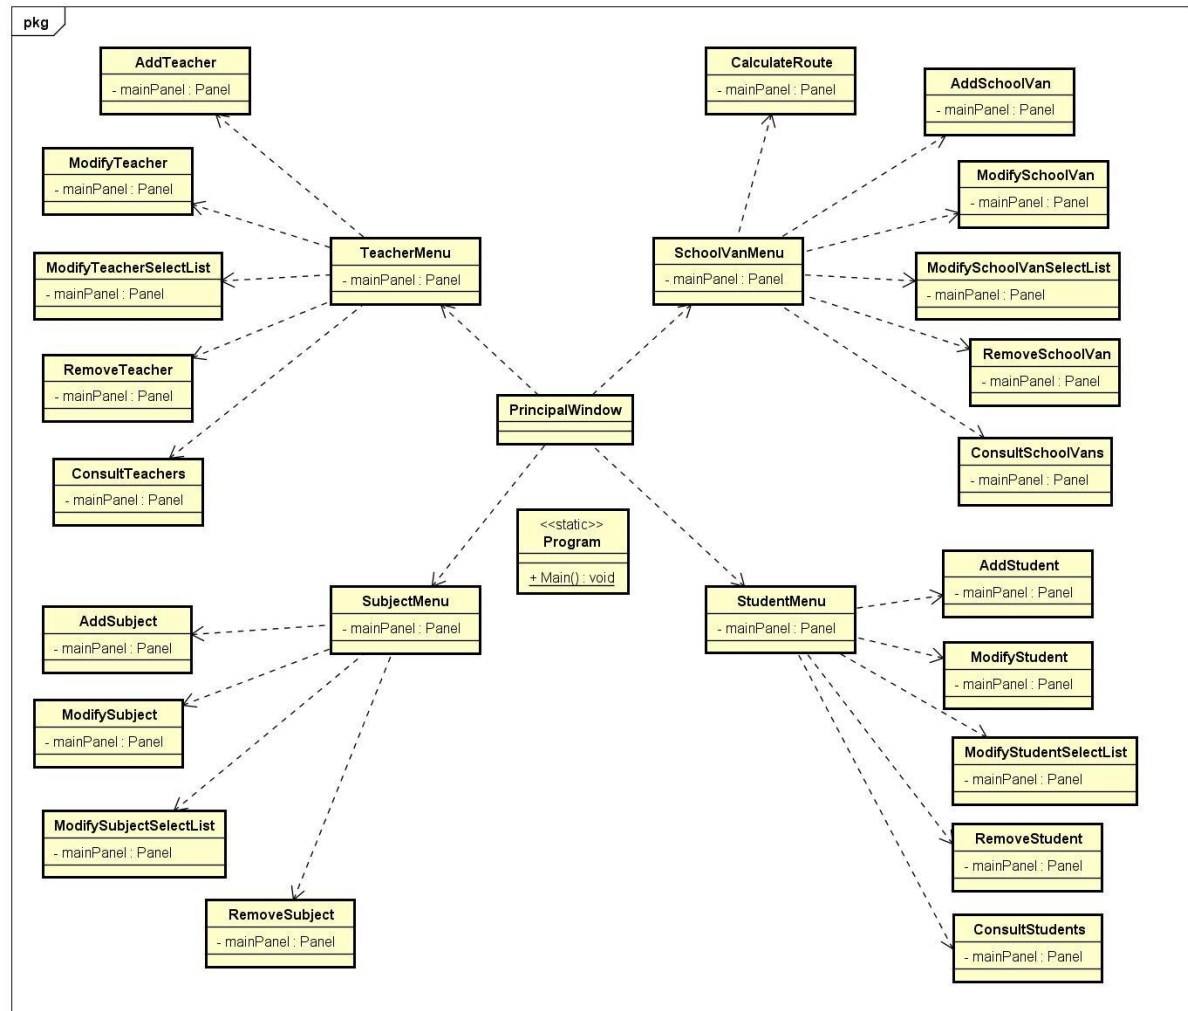 pkg
AddTeacher
- mainPanel : Panel
ModifyTeacher
- mainPanel : Panel
ModifyTeacherSelectList
- mainPanel : Panel
RemoveTeacher
- mainPanel : Panel
ConsultTeachers
- mainPanel : Panel
TeacherMenu
- mainPanel : Panel
CalculateRoute
- mainPanel : Panel
AddSchoolVan
- mainPanel : Panel
ModifySchoolVan
- mainPanel : Panel
SchoolVanMenu
- mainPanel : Panel
ModifySchoolVanSelectList
- mainPanel : Panel
RemoveSchoolVan
- mainPanel : Panel
ConsultSchoolVans
- mainPanel : Panel
PrincipalWindow
<<static>>
Program
+ Main() : void
SubjectMenu
- mainPanel : Panel
AddSubject
- mainPanel : Panel
ModifySubject
- mainPanel : Panel
ModifySubjectSelectList
- mainPanel : Panel
RemoveSubject
- mainPanel : Panel
StudentMenu
- mainPanel : Panel
AddStudent
- mainPanel : Panel
ModifyStudent
- mainPanel : Panel
ModifyStudentSelectList
- mainPanel : Panel
RemoveStudent
- mainPanel : Panel
ConsultStudents
- mainPanel : Panel